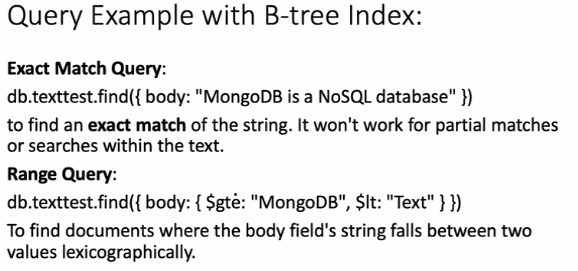 Query Example with B-tree Index:
Exact Match Query:
db.texttest.find({ body: "MongoDB is a NoSQL database" })
to find an exact match of the string. It won't work for partial matches
or searches within the text.
Range Query:
db.texttest.find({ body: { $gtė: "MongoDB", $lt: "Text" } })
To find documents where the body field's string falls between two
values lexicographically.